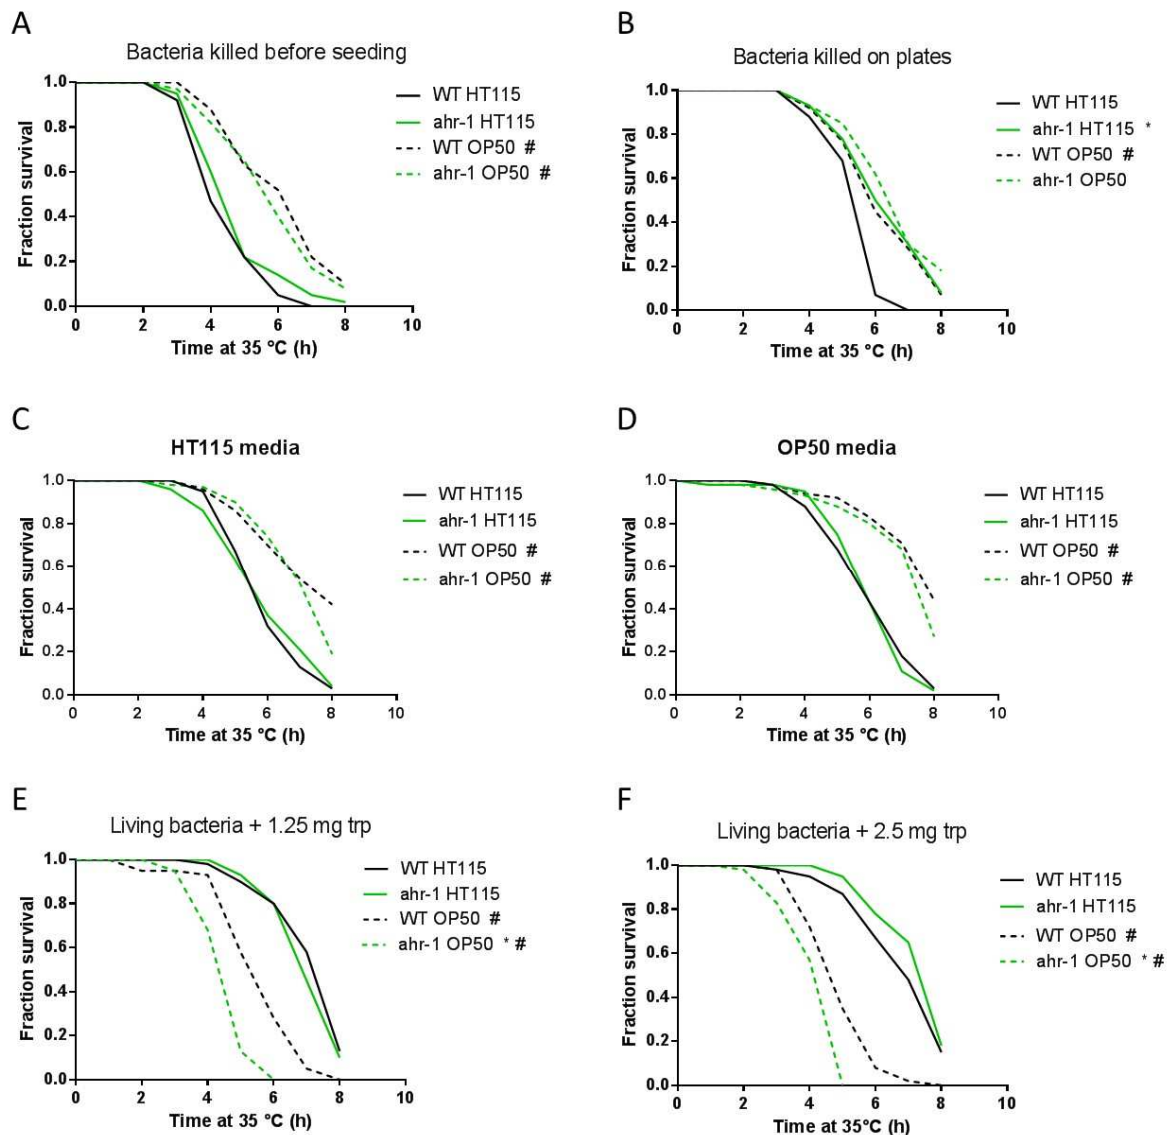 A
Bacteria killed before seeding
Fraction survival
1.0
0.8
0.6
0.4
0.2
0.0
0 2 4 6 8 10
Time at 35 °C (h)
WT HT115
ahr-1 HT115
WT OP50 #
ahr-1 OP50 #
B
Bacteria killed on plates
Fraction survival
1.0
0.8
0.6
0.4
0.2
0.0
0 2 4 6 8 10
Time at 35 °C (h)
WT HT115
ahr-1 HT115 *
WT OP50 #
ahr-1 OP50
C
HT115 media
Fraction survival
1.0
0.8
0.6
0.4
0.2
0.0
0 2 4 6 8 10
Time at 35 °C (h)
WT HT115
ahr-1 HT115
WT OP50 #
ahr-1 OP50 #
D
OP50 media
Fraction survival
1.0
0.8
0.6
0.4
0.2
0.0
0 2 4 6 8 10
Time at 35 °C (h)
WT HT115
ahr-1 HT115
WT OP50 #
ahr-1 OP50 #
E
Living bacteria + 1.25 mg trp
Fraction survival
1.0
0.8
0.6
0.4
0.2
0.0
0 2 4 6 8 10
Time at 35 °C (h)
WT HT115
ahr-1 HT115
WT OP50 #
ahr-1 OP50 * #
F
Living bacteria + 2.5 mg trp
Fraction survival
1.0
0.8
0.6
0.4
0.2
0.0
0 2 4 6 8 10
Time at 35°C (h)
WT HT115
ahr-1 HT115
WT OP50 #
ahr-1 OP50 * #